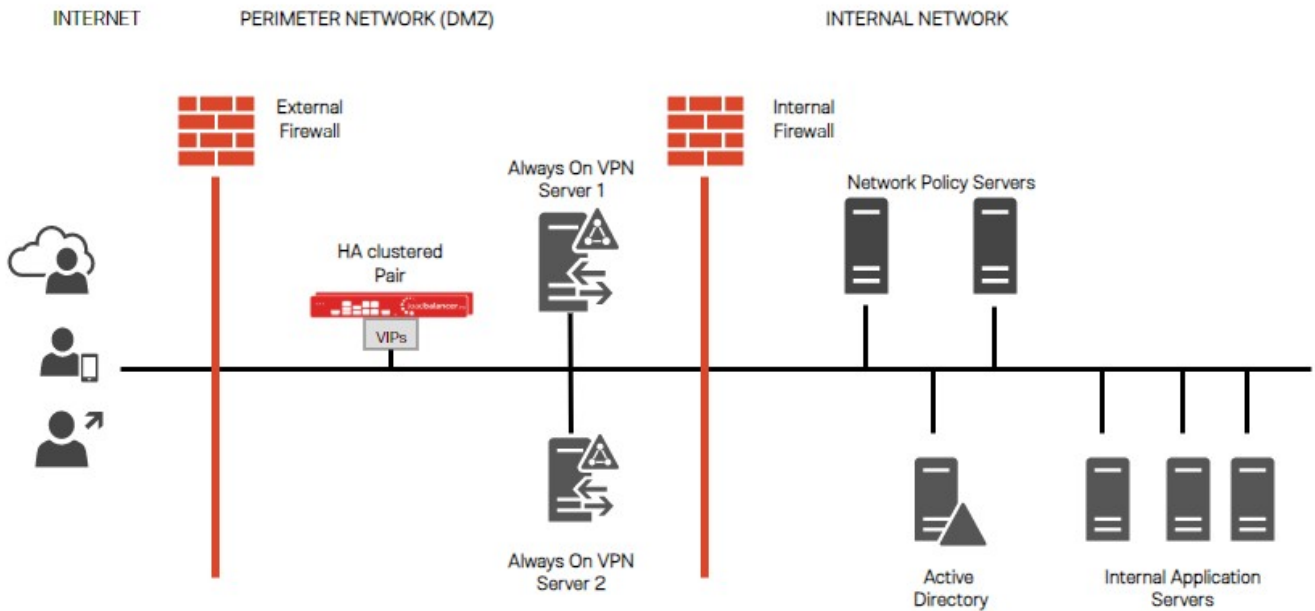 INTERNET
PERIMETER NETWORK (DMZ)
INTERNAL NETWORK
External
Firewall
Internal
Firewall
Always On VPN
Server 1
Network Policy Servers
HA clustered
Pair
loadbalancer
VIPs
Always On VPN
Server 2
Active
Directory
Internal Application
Servers